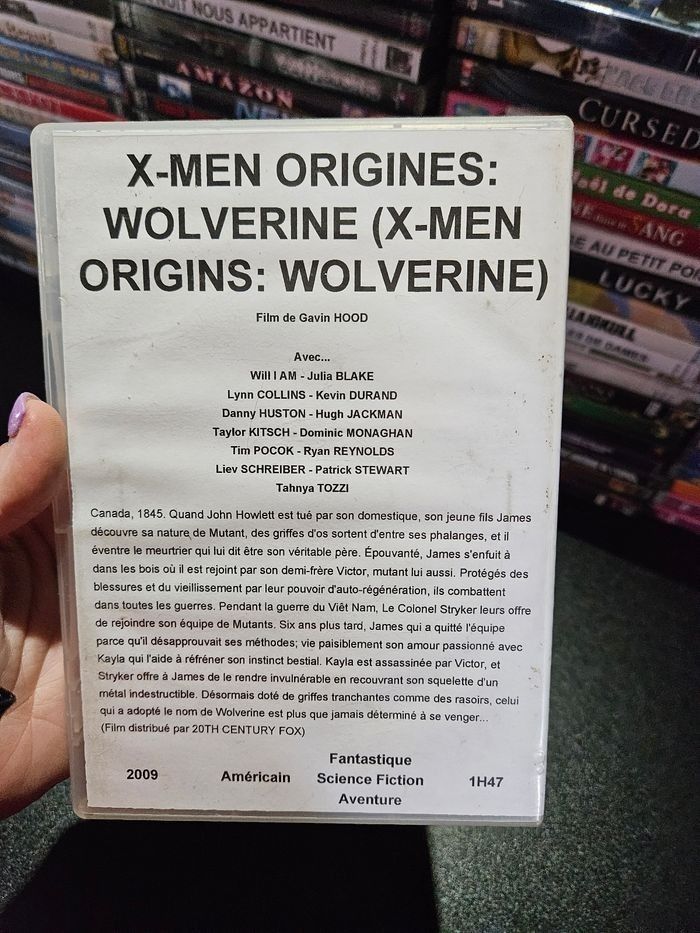 NUIT NOUS APPARTIENT
AMAZON
CURSED
LUCKY
X-MEN ORIGINES:
WOLVERINE (X-MEN
ORIGINS: WOLVERINE)
Film de Gavin HOOD
Avec...
Will I AM - Julia BLAKE
Lynn COLLINS - Kevin DURAND
Danny HUSTON - Hugh JACKMAN
Taylor KITSCH - Dominic MONAGHAN
Tim POCOK - Ryan REYNOLDS
Liev SCHREIBER - Patrick STEWART
Tahnya TOZZI
Canada, 1845. Quand John Howlett est tué par son domestique, son jeune fils James
découvre sa nature de Mutant, des griffes d'os sortent d'entre ses phalanges, et il
éventre le meurtrier qui lui dit être son véritable père. Épouvanté, James s'enfuit à
dans les bois où il est rejoint par son demi-frère Victor, mutant lui aussi. Protégés des
blessures et du vieillissement par leur pouvoir d'auto-régénération, ils combattent
dans toutes les guerres. Pendant la guerre du Viêt Nam, Le Colonel Stryker leurs offre
de rejoindre son équipe de Mutants. Six ans plus tard, James qui a quitté l'équipe
parce qu'il désapprouvait ses méthodes; vie paisiblement son amour passionné avec
Kayla qui l'aide à réfréner son instinct bestial. Kayla est assassinée par Victor, et
Stryker offre à James de le rendre invulnérable en recouvrant son squelette d'un
métal indestructible. Désormais doté de griffes tranchantes comme des rasoirs, celui
qui a adopté le nom de Wolverine est plus que jamais déterminé à se venger...
(Film distribué par 20TH CENTURY FOX)
2009 Américain Fantastique
Science Fiction
Aventure 1H47